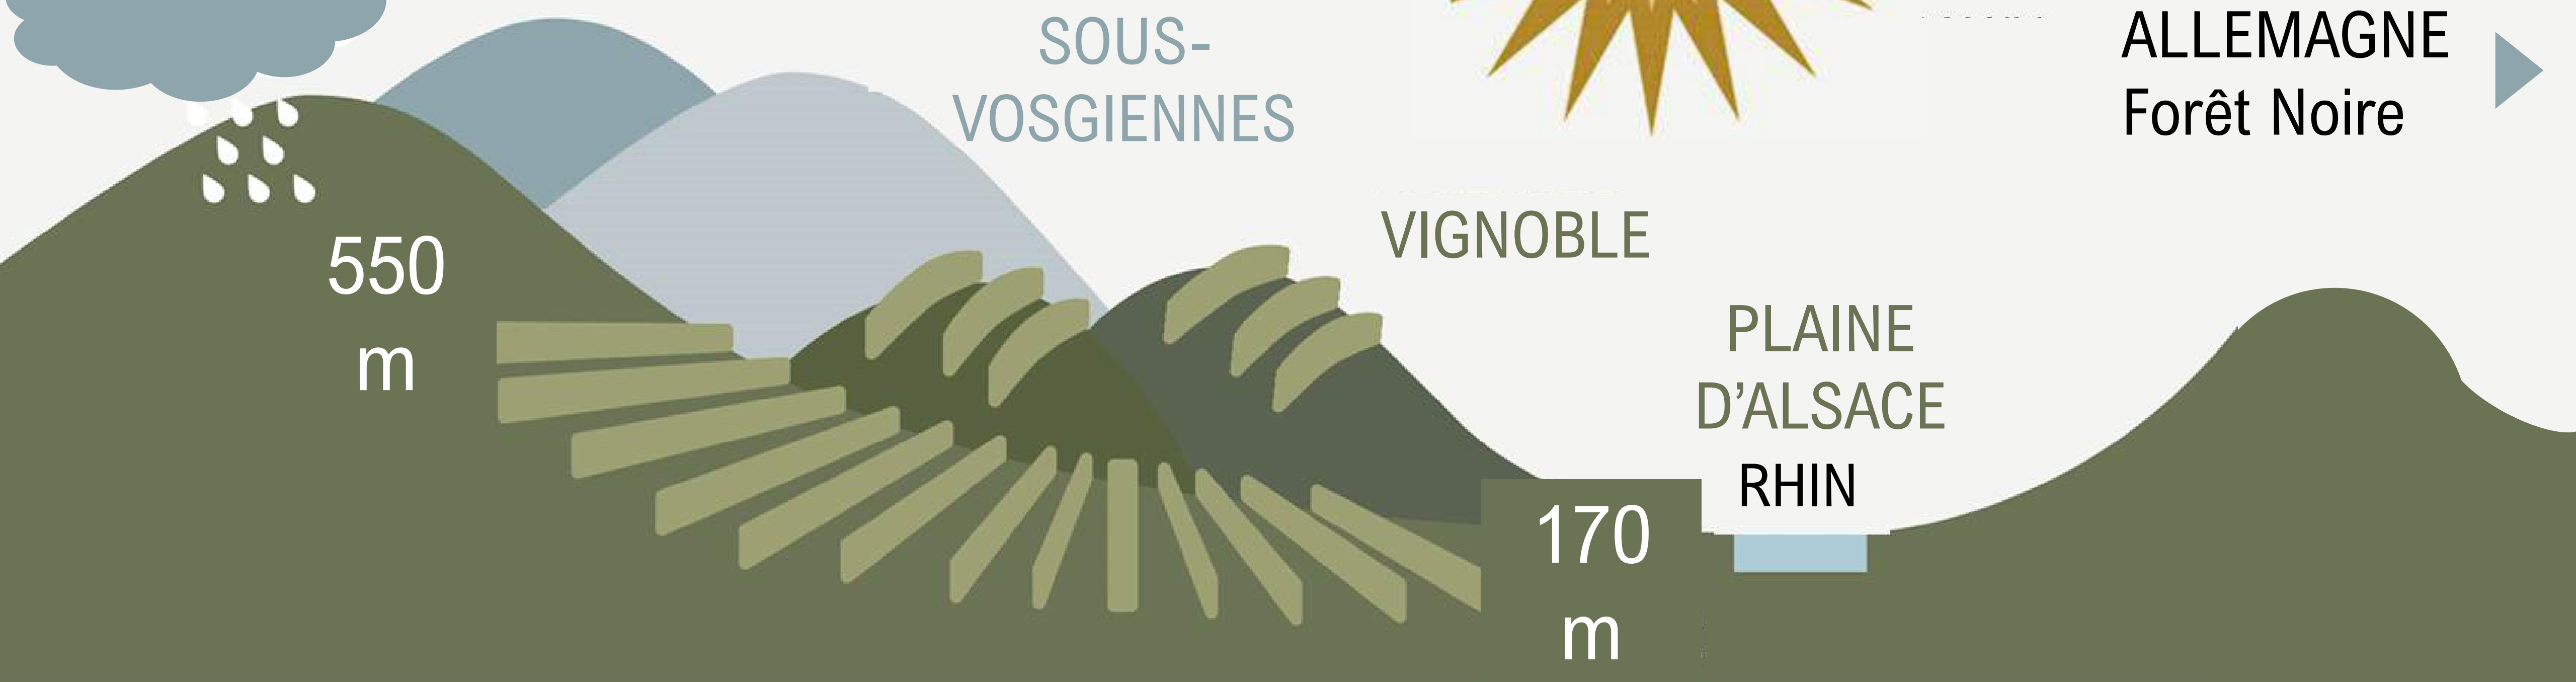 SOUS-
VOSGIENNES
ALLEMAGNE
Forêt Noire
VIGNOBLE
550
m
PLAINE
D’ALSACE
RHIN
170
m